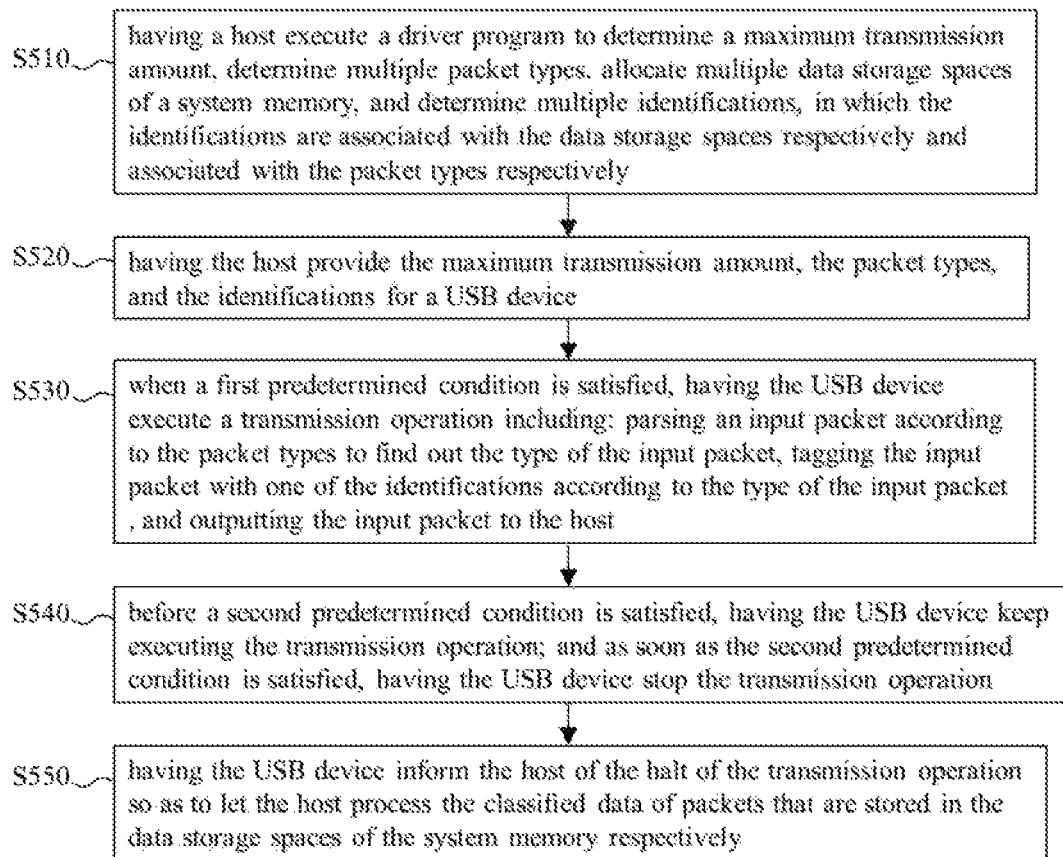 S510
having a host execute a driver program to determine a maximum transmission
amount, determine multiple packet types, allocate multiple data storage spaces
of a system memory, and determine multiple identifications, in which the
identifications are associated with the data storage spaces respectively and
associated with the packet types respectively
S520
having the host provide the maximum transmission amount, the packet types,
and the identifications for a USB device
S530
when a first predetermined condition is satisfied, having the USB device
execute a transmission operation including: parsing an input packet according
to the packet types to find out the type of the input packet, tagging the input
packet with one of the identifications according to the type of the input packet
, and outputting the input packet to the host
S540
before a second predetermined condition is satisfied, having the USB device keep
executing the transmission operation; and as soon as the second predetermined
condition is satisfied, having the USB device stop the transmission operation
S550
having the USB device inform the host of the halt of the transmission operation
so as to let the host process the classified data of packets that are stored in the
data storage spaces of the system memory respectively